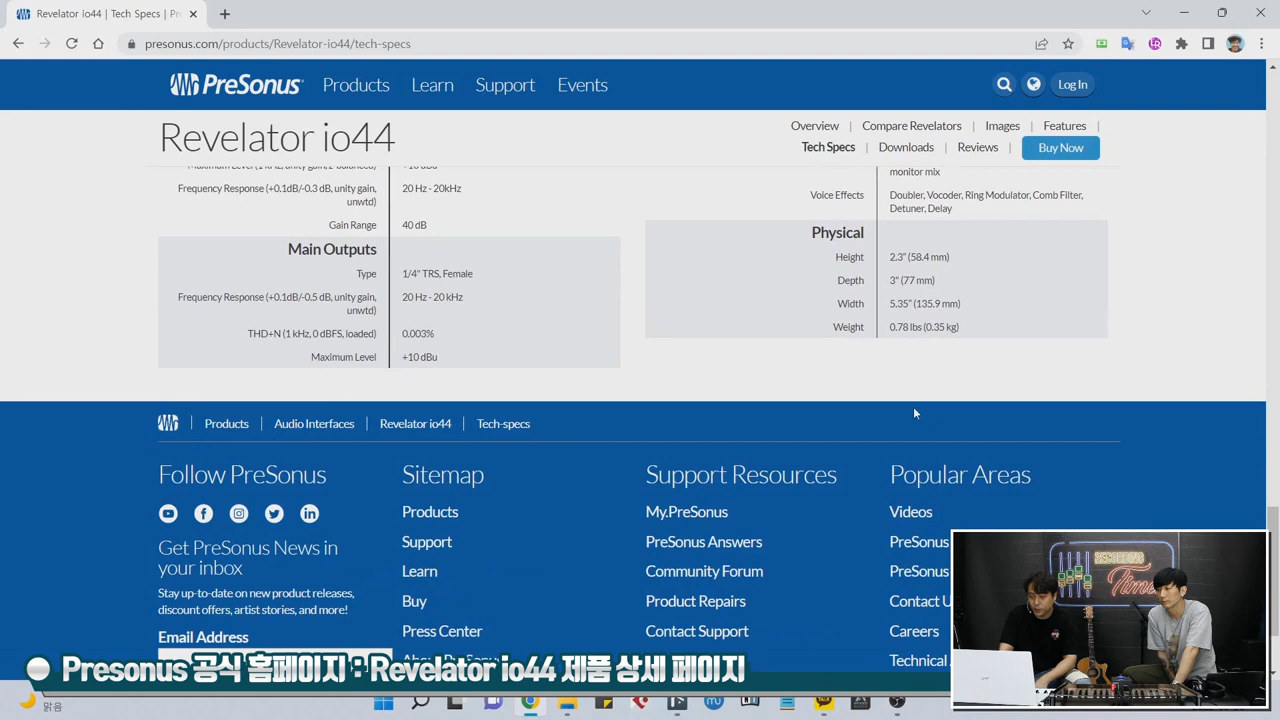 Revelator io44 | Tech Specs | Pr
presonus.com/products/Revelator-io44/tech-specs
PreSonus
Products Learn Support Events
Log In
Revelator io44
Overview | Compare Revelators | Images | Features |
Tech Specs | Downloads | Reviews | Buy Now
Frequency Response (+0.1dB/-0.3 dB, unity gain, unwtd) 20 Hz - 20kHz
Gain Range 40 dB
Main Outputs
Type 1/4" TRS, Female
Frequency Response (+0.1dB/-0.5 dB, unity gain, unwtd) 20 Hz - 20 kHz
THD+N (1 kHz, 0 dBFS, loaded) 0.003%
Maximum Level +10 dBu
monitor mix
Voice Effects Doubler, Vocoder, Ring Modulator, Comb Filter,
Detuner, Delay
Physical
Height 2.3" (58.4 mm)
Depth 3" (77 mm)
Width 5.35" (135.9 mm)
Weight 0.78 lbs (0.35 kg)
Products | Audio Interfaces | Revelator io44 | Tech-specs
Follow PreSonus
Get PreSonus News in
your inbox
Stay up-to-date on new product releases,
discount offers, artist stories, and more!
Email Address
Sitemap
Products
Support
Learn
Buy
Press Center
Support Resources
My.PreSonus
PreSonus Answers
Community Forum
Product Repairs
Contact Support
Popular Areas
Videos
PreSonus
PreSonus
Contact U
Careers
Technical
RECORDING
Time
Presonus 공식 홈페이지 : Revelator io44 제품 상세 페이지
맑음